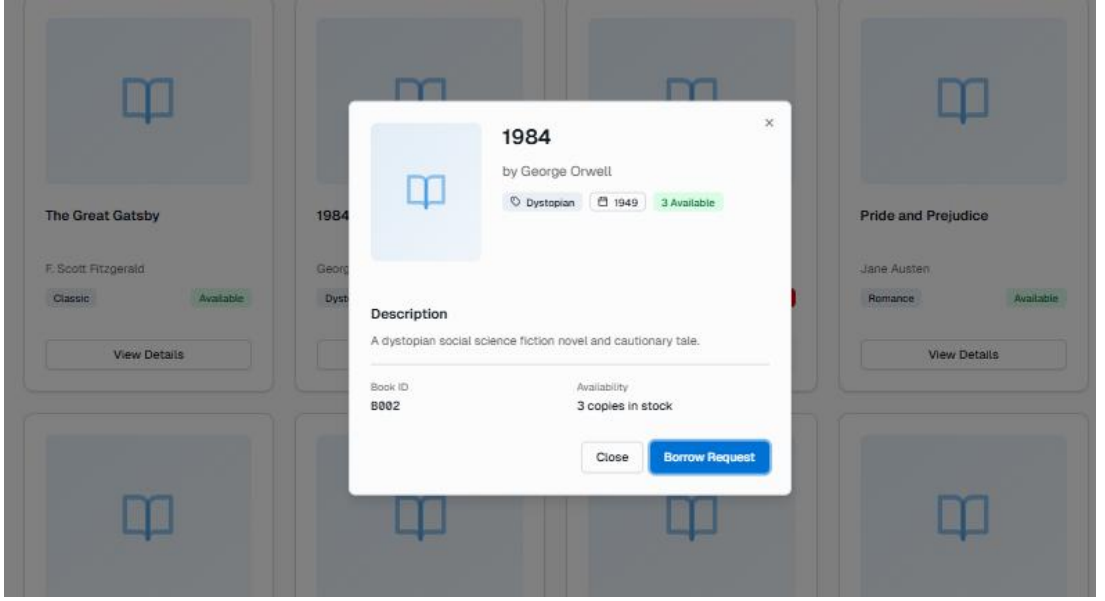 1984
by George Orwell
Dystopian 1949 3 Available
Description
A dystopian social science fiction novel and cautionary tale.
Book ID Availability
B002 3 copies in stock
Close Borrow Request
The Great Gatsby
F. Scott Fitzgerald
Classic Available
View Details
1984
Pride and Prejudice
Jane Austen
Romance Available
View Details